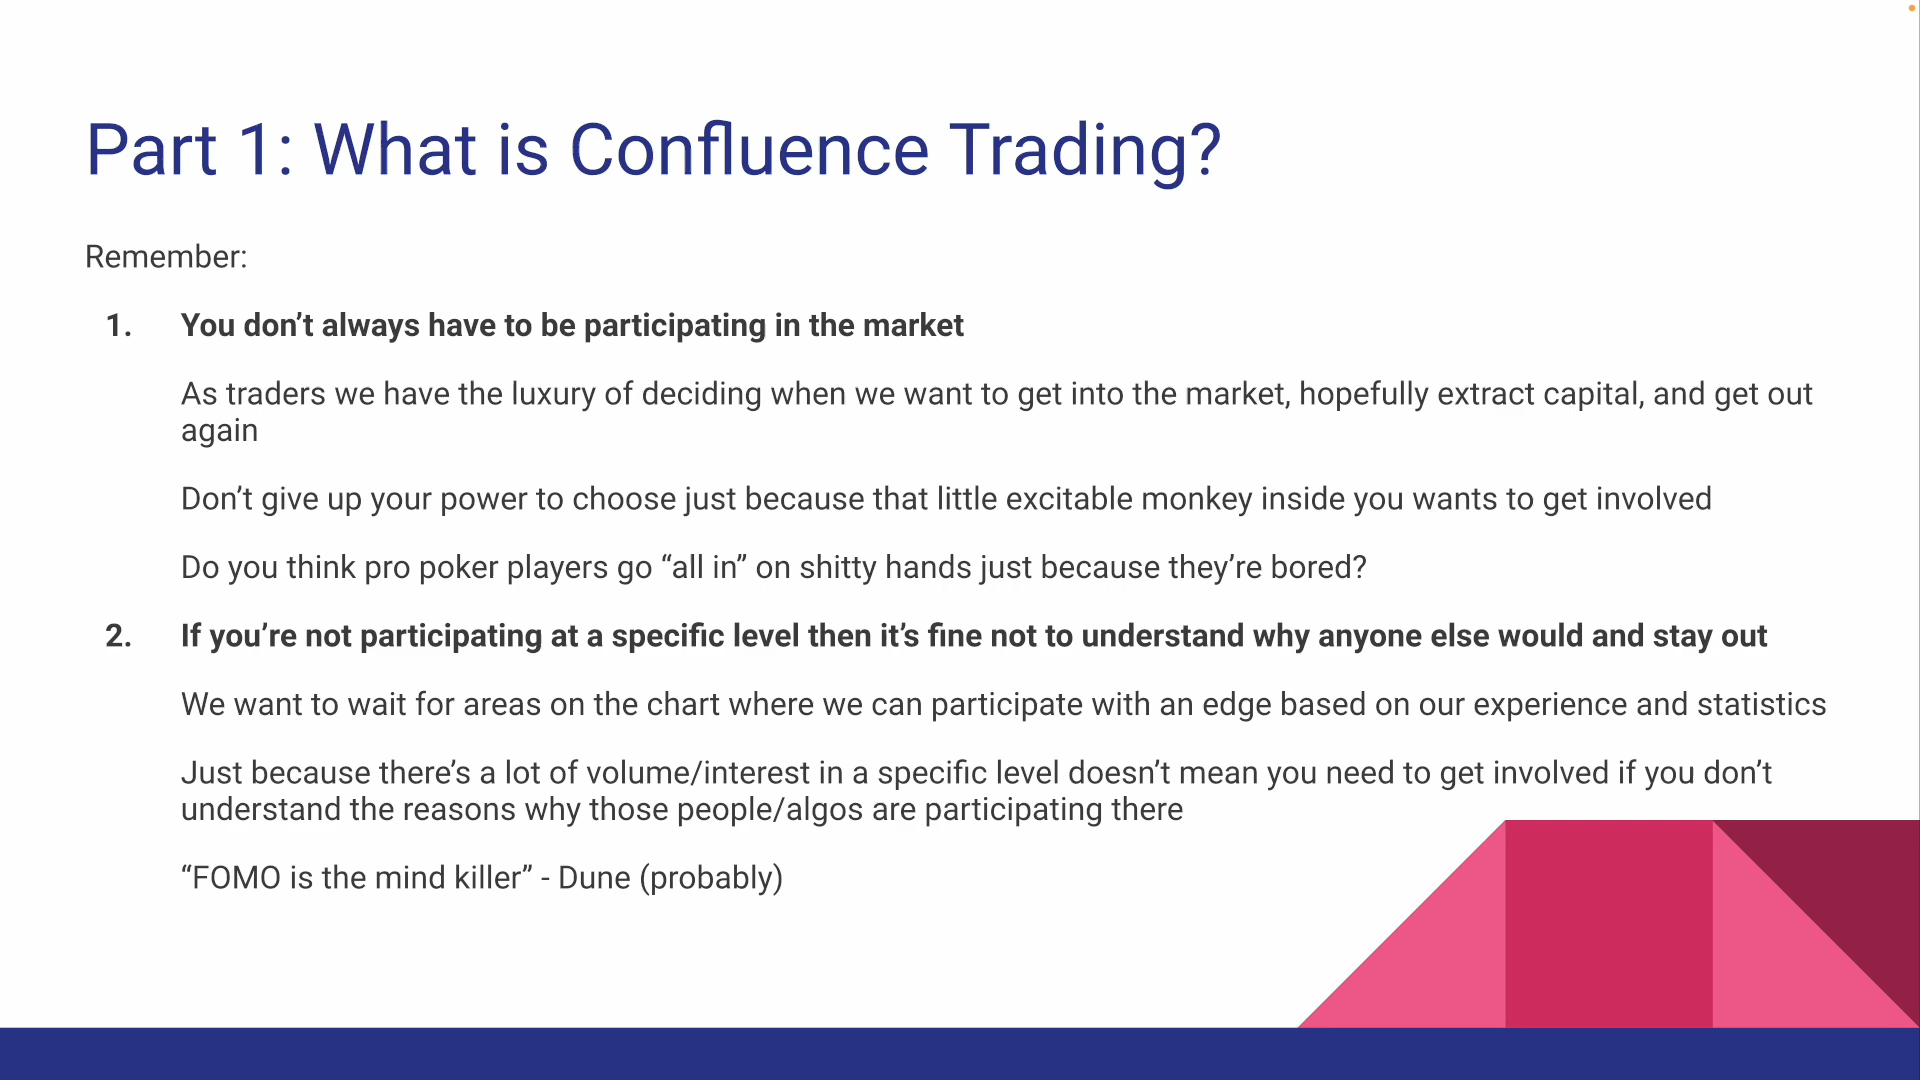 Part 1: What is Confluence Trading?
Remember:
1. You don’t always have to be participating in the market
As traders we have the luxury of deciding when we want to get into the market, hopefully extract capital, and get out
again
Don’t give up your power to choose just because that little excitable monkey inside you wants to get involved
Do you think pro poker players go “all in” on shitty hands just because they’re bored?
2. If you’re not participating at a specific level then it’s fine not to understand why anyone else would and stay out
We want to wait for areas on the chart where we can participate with an edge based on our experience and statistics
Just because there’s a lot of volume/interest in a specific level doesn’t mean you need to get involved if you don’t
understand the reasons why those people/algos are participating there
“FOMO is the mind killer” - Dune (probably)